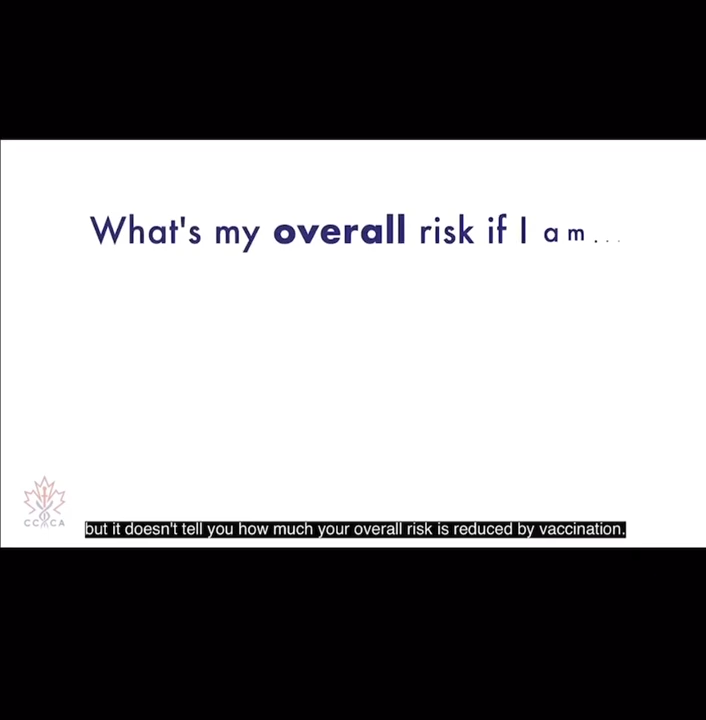 What's my overall risk if I am...
CCCA
but it doesn't tell you how much your overall risk is reduced by vaccination.